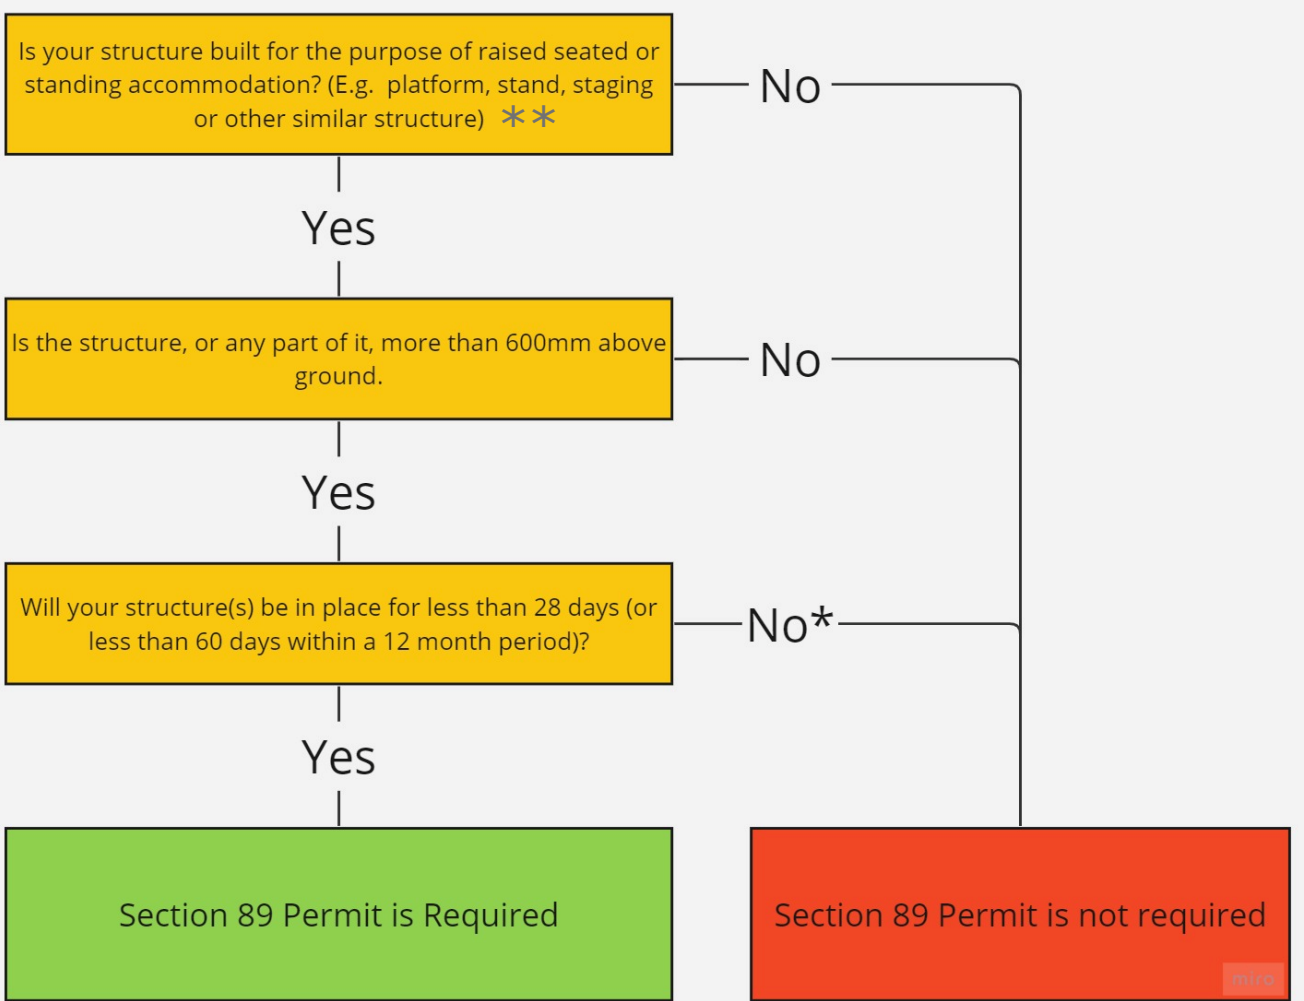 Is your structure built for the purpose of raised seated or
standing accommodation? (E.g. platform, stand, staging
or other similar structure) **
No
Yes
Is the structure, or any part of it, more than 600mm above
ground.
No
Yes
Will your structure(s) be in place for less than 28 days (or
less than 60 days within a 12 month period)?
No*
Yes
Section 89 Permit is Required
Section 89 Permit is not required
miro